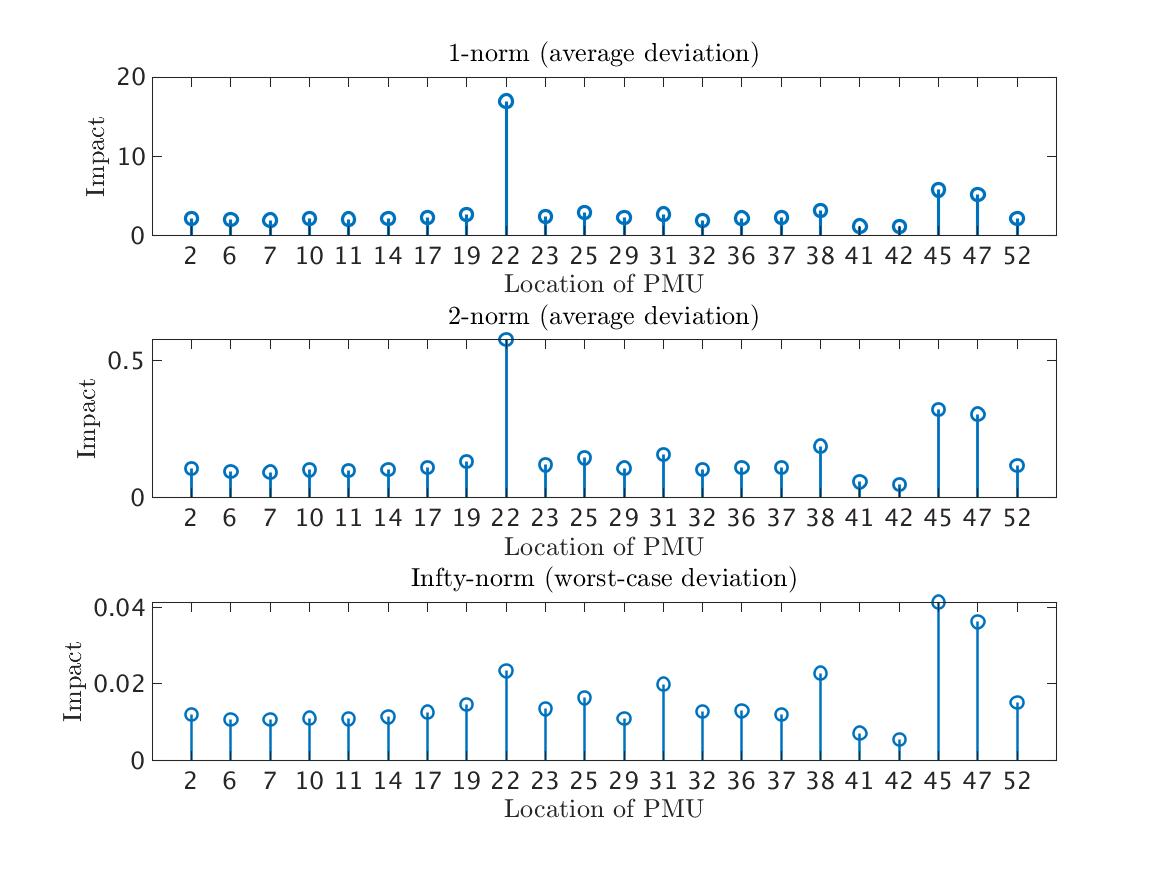 1-norm (average deviation)
20
10
0
Impact
2 6 7 10 11 14 17 19 22 23 25 29 31 32 36 37 38 41 42 45 47 52
Location of PMU
2-norm (average deviation)
0.5
0
Impact
2 6 7 10 11 14 17 19 22 23 25 29 31 32 36 37 38 41 42 45 47 52
Location of PMU
Infty-norm (worst-case deviation)
0.04
0.02
0
Impact
2 6 7 10 11 14 17 19 22 23 25 29 31 32 36 37 38 41 42 45 47 52
Location of PMU